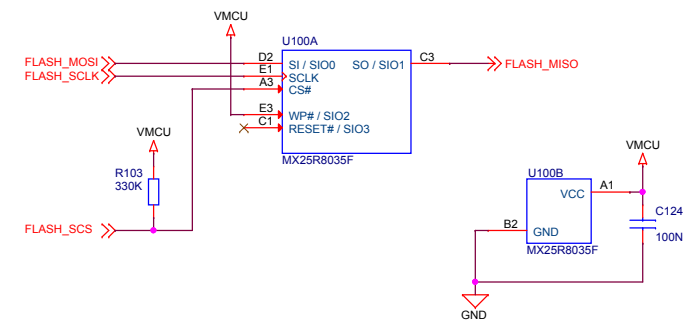 VMCU
U100A
FLASH_MOSI
D2
SI / SIO0
SO / SIO1
C3
FLASH_MISO
FLASH_SCLK
E1
SCLK
A3
CS#
E3
WP# / SIO2
C1
RESET# / SIO3
MX25R8035F
VMCU
R103
330K
FLASH_SCS
VMCU
U100B
VCC
A1
C124
100N
B2
GND
MX25R8035F
GND